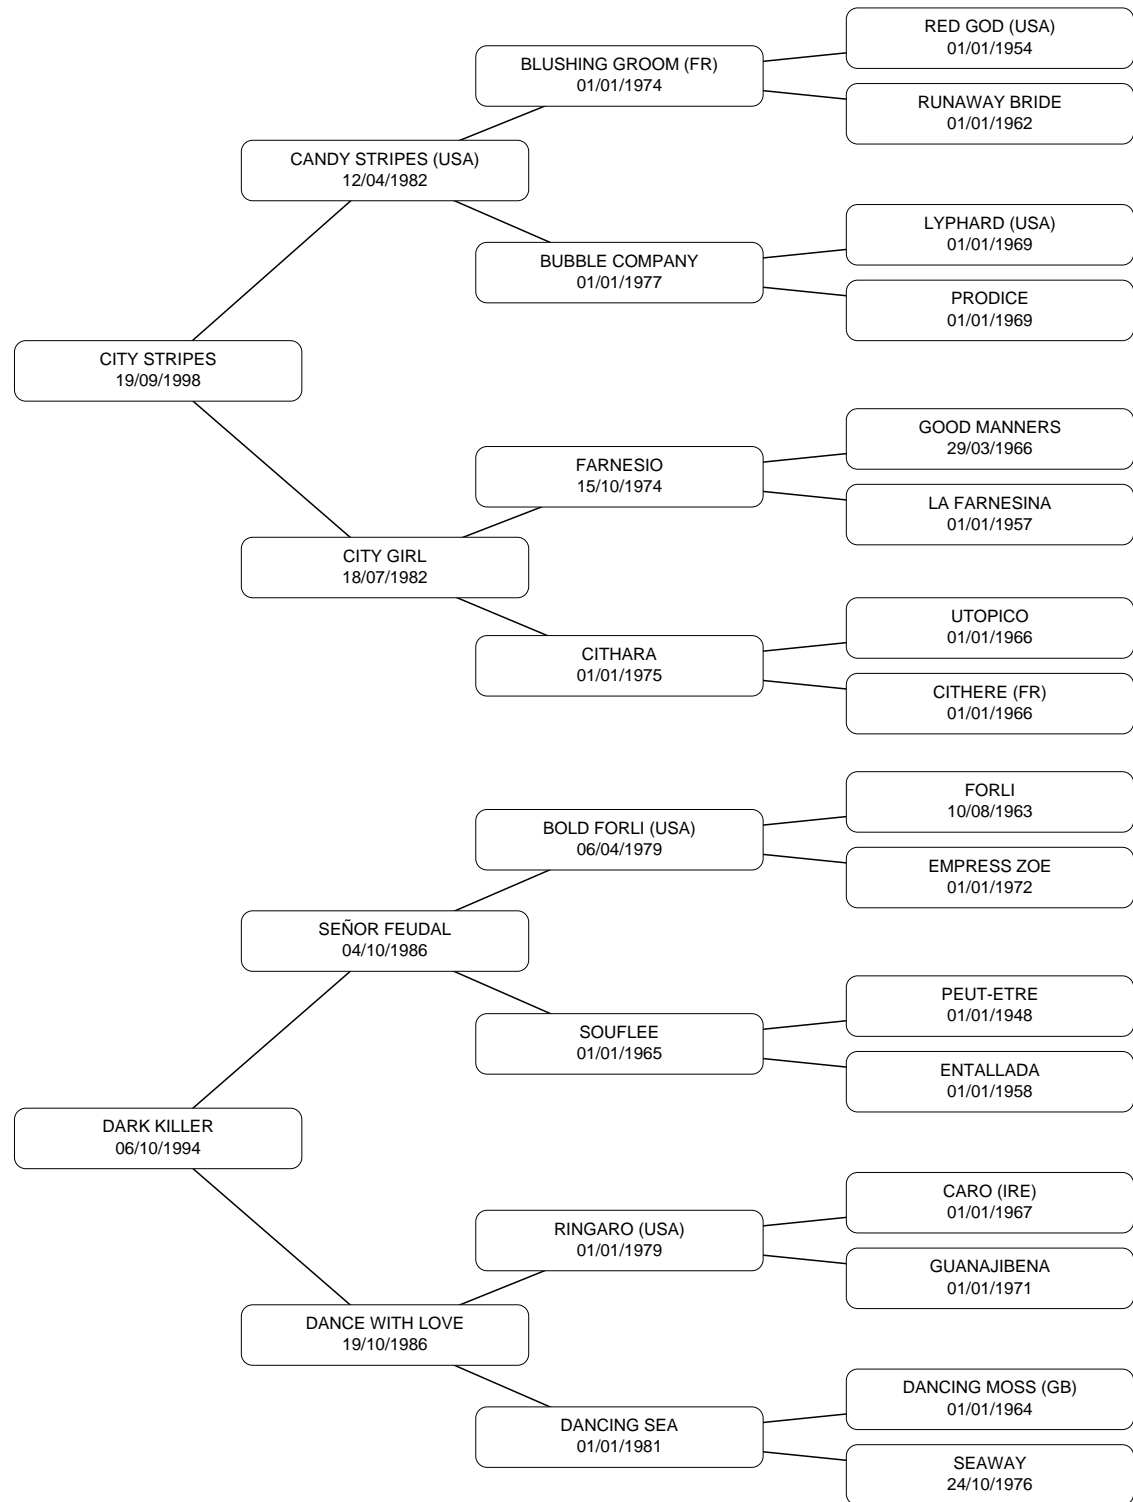 RED GOD (USA)
01/01/1954
BLUSHING GROOM (FR)
01/01/1974
RUNAWAY BRIDE
01/01/1962
CANDY STRIPES (USA)
12/04/1982
LYPHARD (USA)
01/01/1969
BUBBLE COMPANY
01/01/1977
PRODICE
01/01/1969
CITY STRIPES
19/09/1998
GOOD MANNERS
29/03/1966
FARNESIO
15/10/1974
LA FARNESINA
01/01/1957
CITY GIRL
18/07/1982
UTOPICO
01/01/1966
CITHARA
01/01/1975
CITHERE (FR)
01/01/1966
FORLI
10/08/1963
BOLD FORLI (USA)
06/04/1979
EMPRESS ZOE
01/01/1972
SEÑOR FEUDAL
04/10/1986
PEUT-ETRE
01/01/1948
SOUFLEE
01/01/1965
ENTALLADA
01/01/1958
DARK KILLER
06/10/1994
CARO (IRE)
01/01/1967
RINGARO (USA)
01/01/1979
GUANAJIBENA
01/01/1971
DANCE WITH LOVE
19/10/1986
DANCING MOSS (GB)
01/01/1964
DANCING SEA
01/01/1981
SEAWAY
24/10/1976